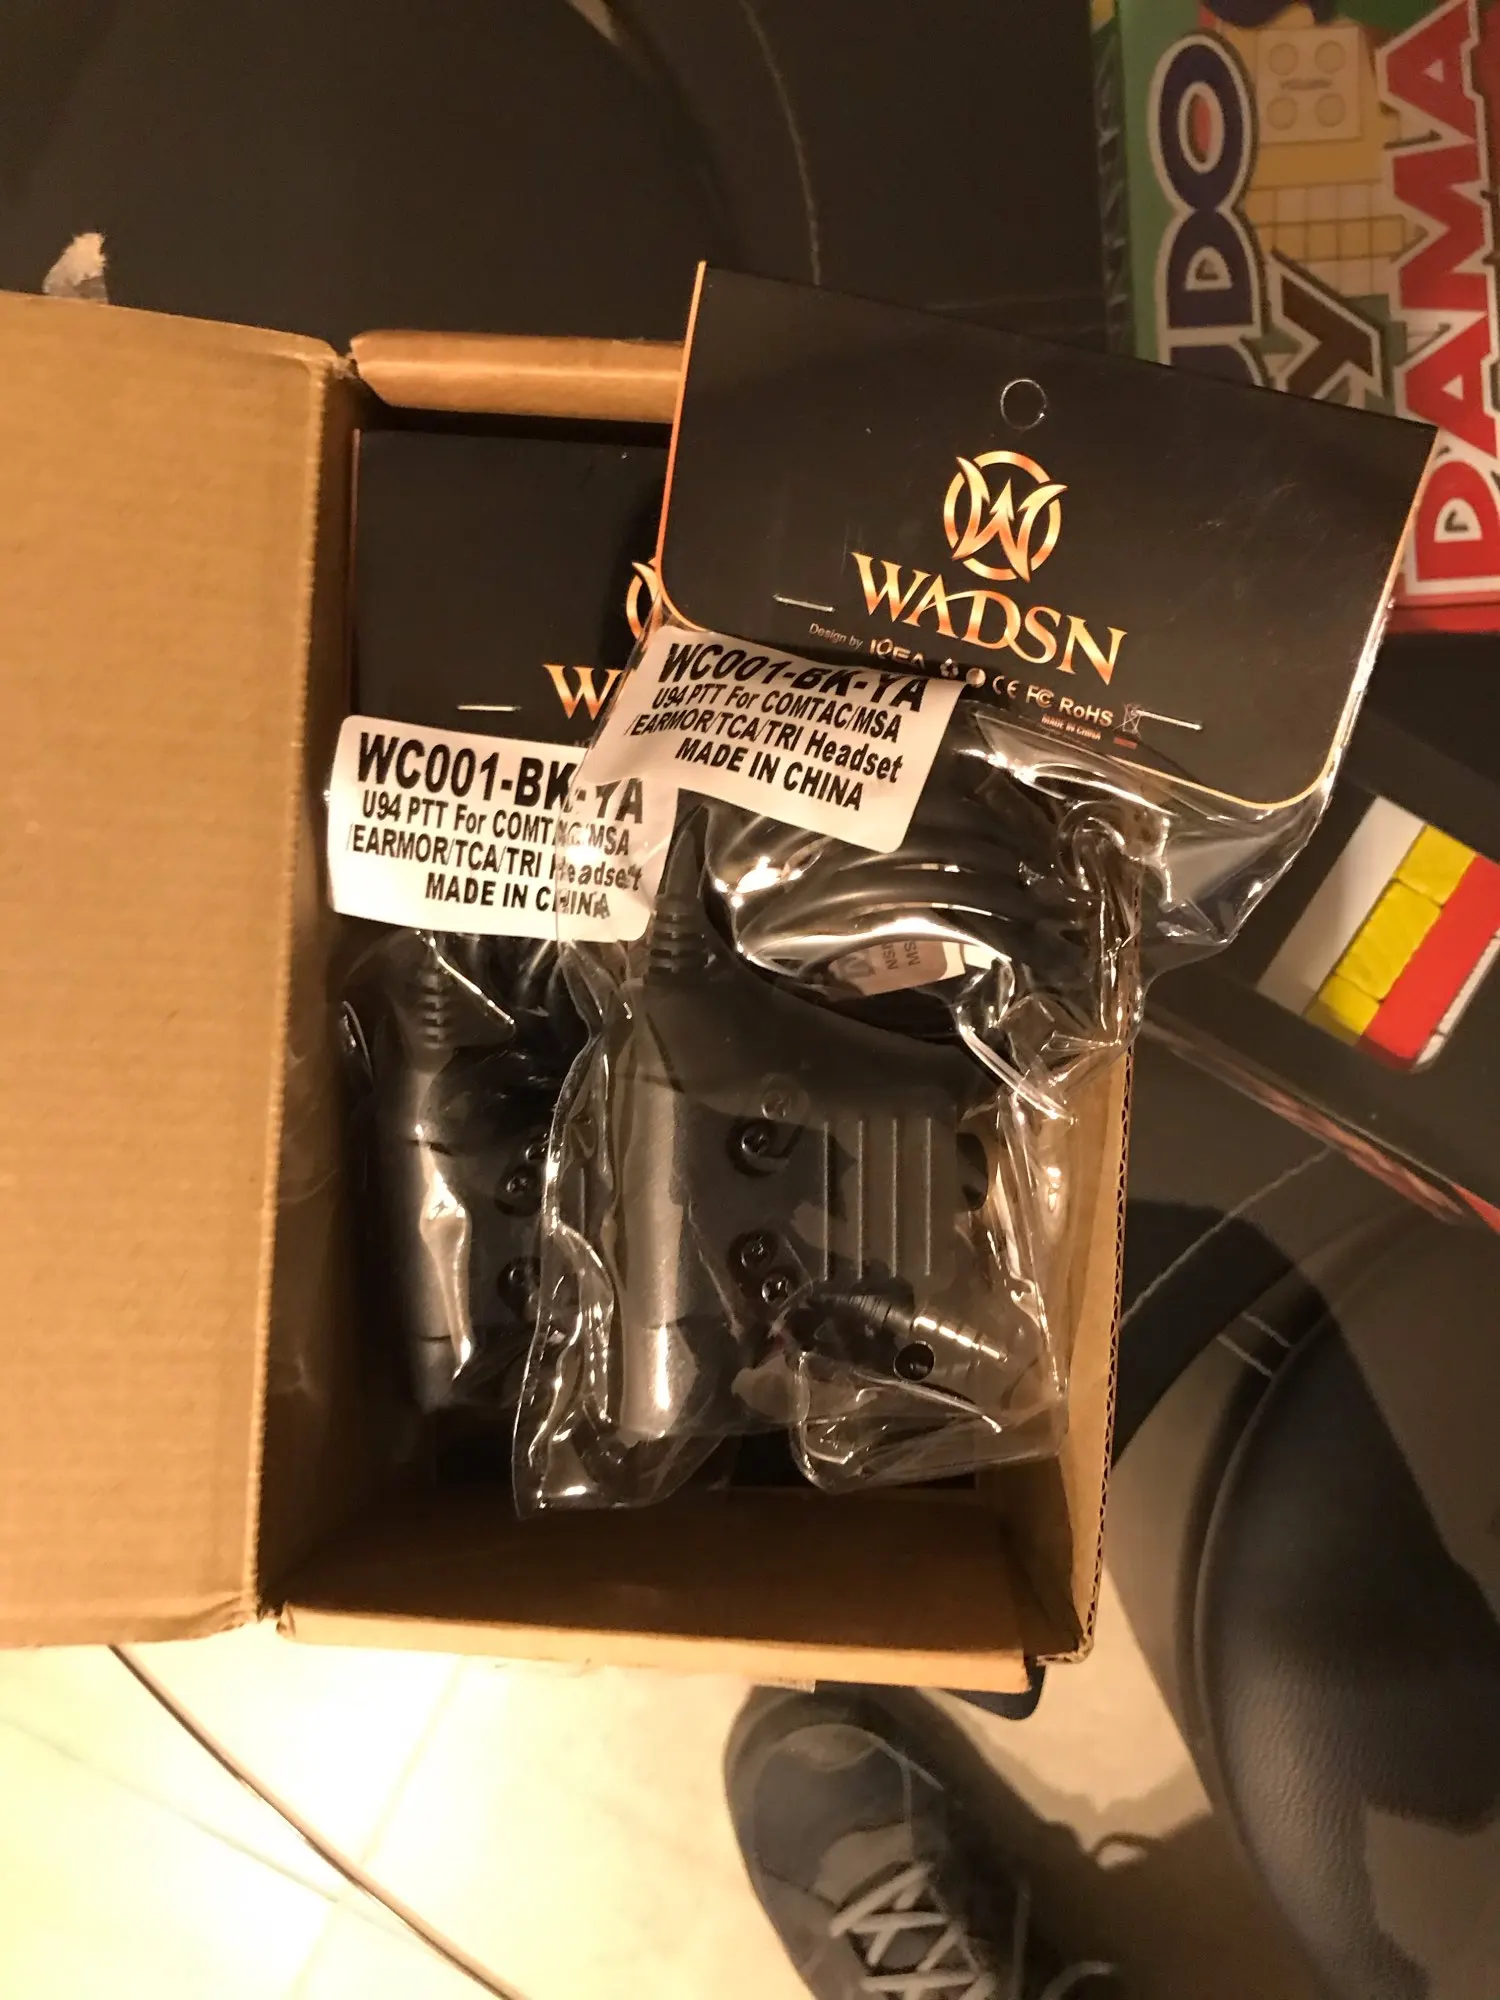 WADSN
Design by
CE FC RoHS
MADE IN CHINA
WC001-BK-YA
U94 PTT For COMTAC/MSA
/EARMOR/TCA/TRI Headset
MADE IN CHINA
W
WC001-BK-YA
U94 PTT For COMTAC/MSA
/EARMOR/TCA/TRI Headset
MADE IN CHINA
UDO
Y
DAMA